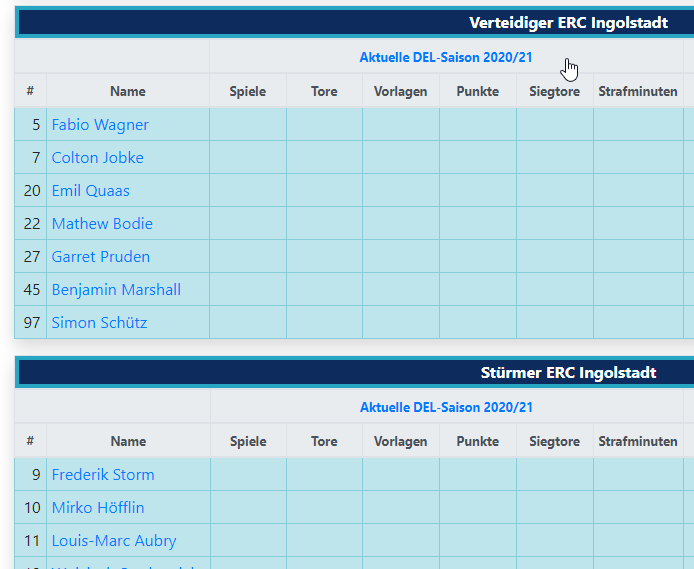 Verteidiger ERC Ingolstadt
Aktuelle DEL-Saison 2020/21
# Name Spiele Tore Vorlagen Punkte Siegtore Strafminuten
5 Fabio Wagner
7 Colton Jobke
20 Emil Quaas
22 Mathew Bodie
27 Garret Pruden
45 Benjamin Marshall
97 Simon Schütz
Stürmer ERC Ingolstadt
Aktuelle DEL-Saison 2020/21
# Name Spiele Tore Vorlagen Punkte Siegtore Strafminuten
9 Frederik Storm
10 Mirko Höfflin
11 Louis-Marc Aubry